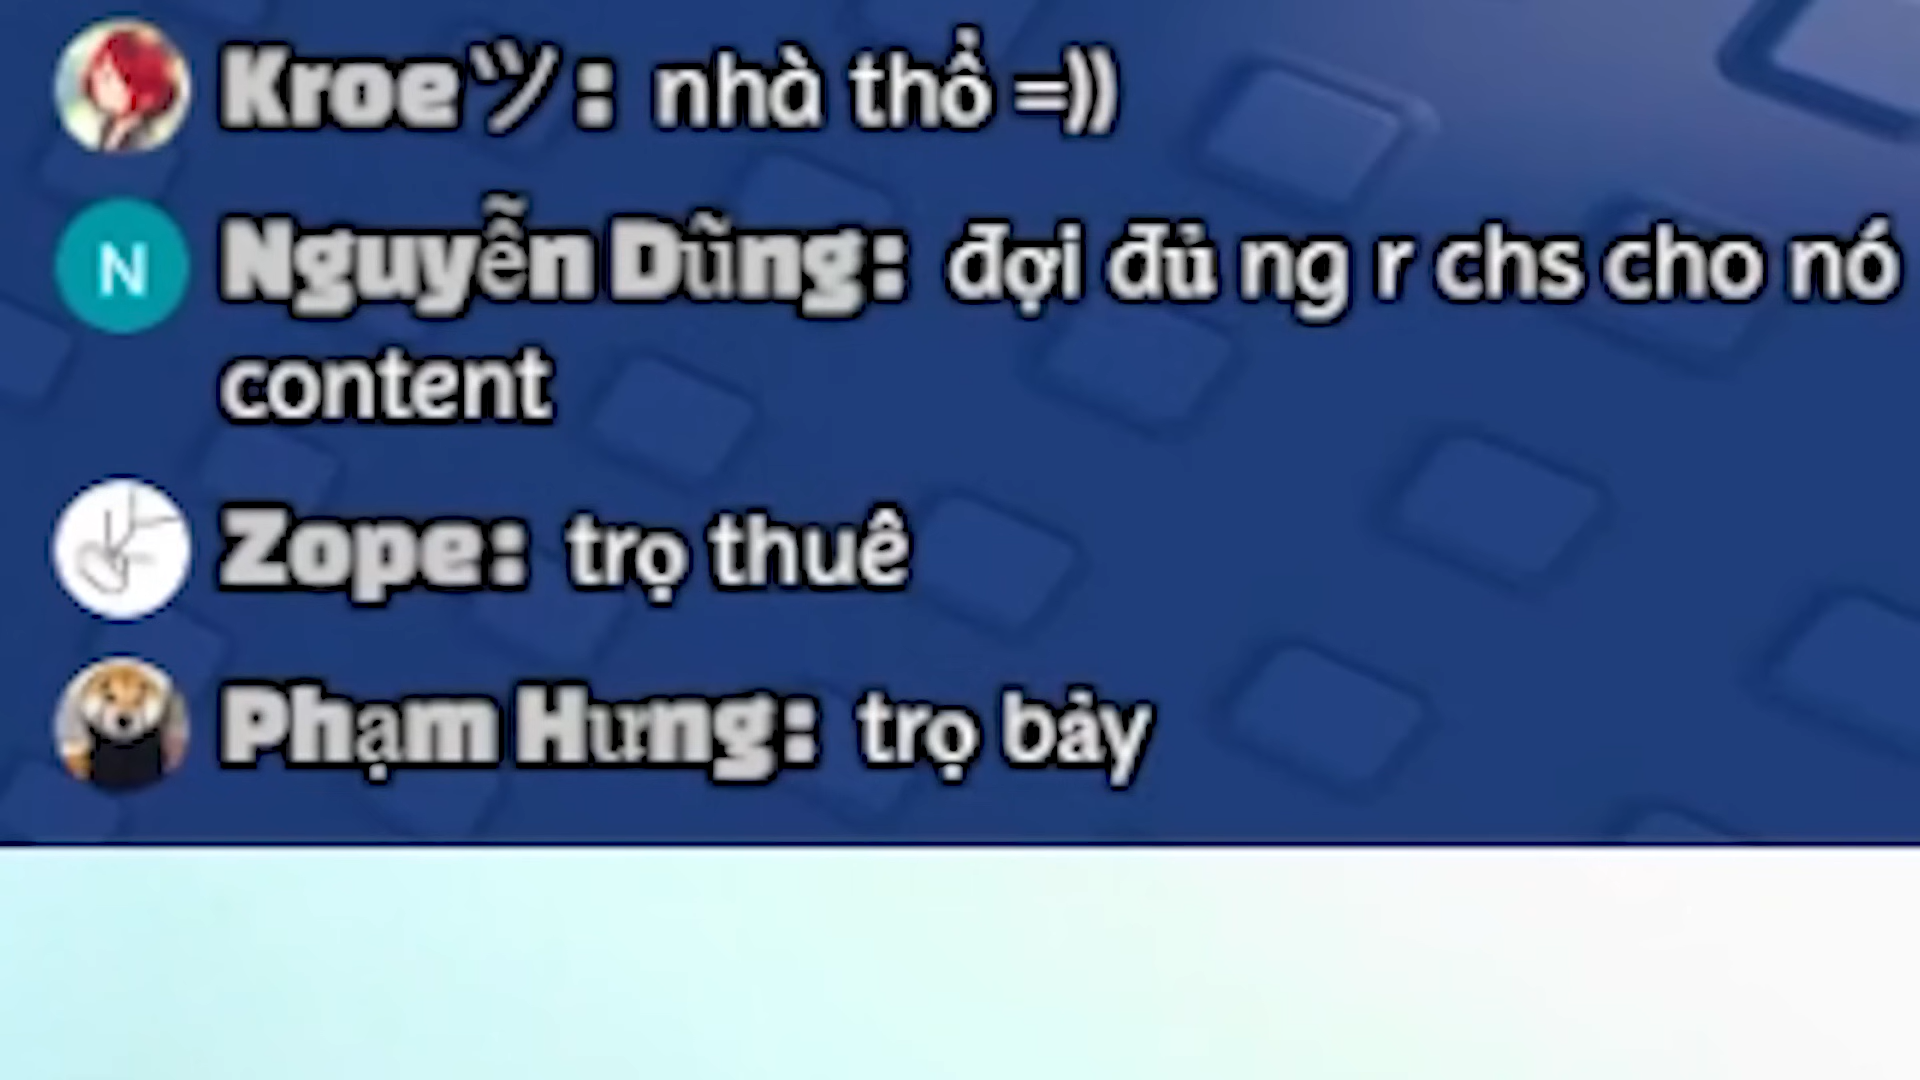 Kroeツ: nhà thổ =))
N
Nguyễn Dũng: đợi đủ ng r chs cho nó
content
Zope: trọ thuê
Phạm Hưng: trọ bảy